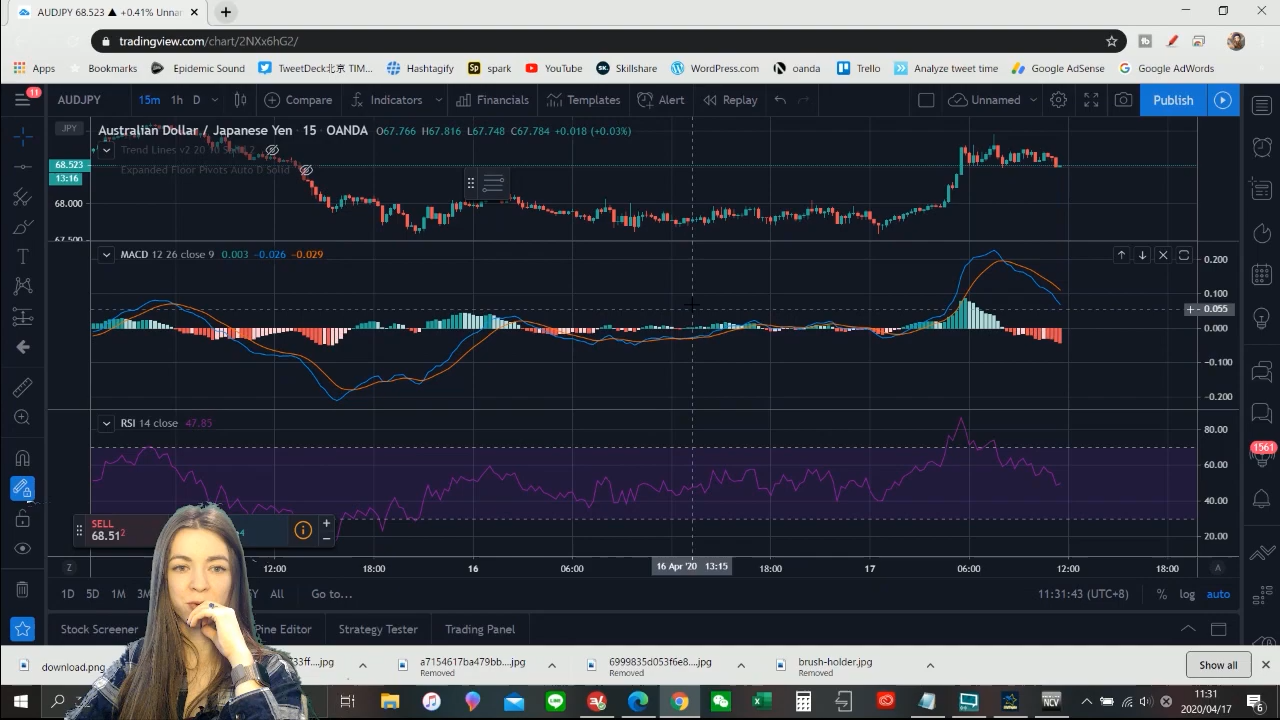 AUDJPY 68.523 ▲ +0.41% Unnar
tradingview.com/chart/2NXx6hG2/
Apps Bookmarks Epidemic Sound TweetDeck北京 TIM... Hashtagify spark YouTube Skillshare WordPress.com oanda Trello Analyze tweet time Google AdSense Google AdWords
11 AUDJPY 15m 1h D Compare Indicators Financials Templates Alert Replay Unnamed Publish
JPY Australian Dollar / Japanese Yen · 15 · OANDA O67.766 H67.816 L67.748 C67.784 +0.018 (+0.03%)
Trend Lines v2 20 10
Expanded Floor Pivots Auto D Solid
68.523
13:16
68.000
67.500
MACD 12 26 close 9 0.003 −0.026 −0.029
0.200
0.100
0.055
0.000
−0.100
−0.200
RSI 14 close 47.85
80.00
60.00
40.00
20.00
1561
SELL
68.512
Z 12:00 18:00 16 06:00 16 Apr '20 13:15 18:00 17 06:00 12:00 18:00 A
1D 5D 1M 3M All Go to... 11:31:43 (UTC+8) % log auto
Stock Screener Pine Editor Strategy Tester Trading Panel
download.png 33ff....jpg a7154617ba479bb....jpg 6999835d053f6e8....jpg brush-holder.jpg Show all
Removed Removed Removed
NCV 11:31
2020/04/17 6